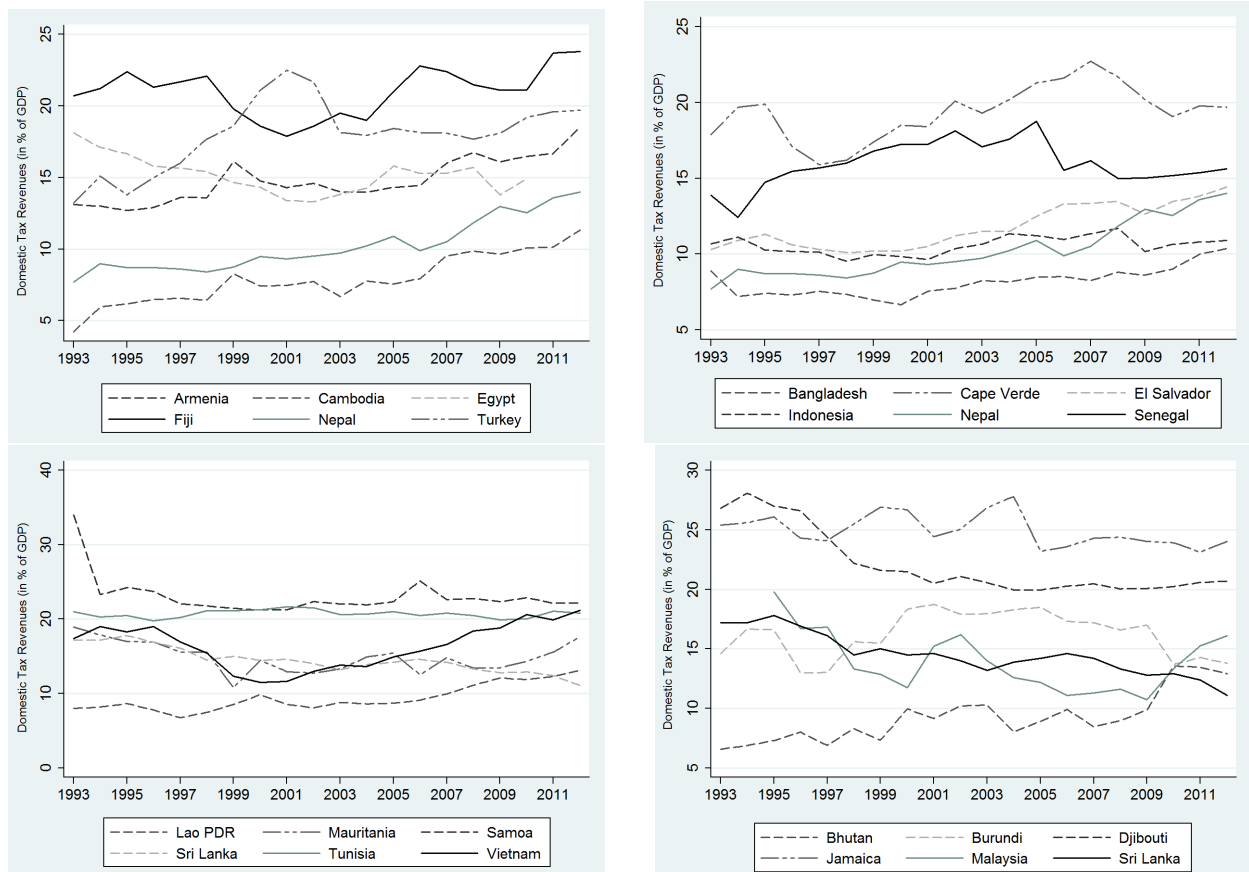 Domestic Tax Revenues (in % of GDP)
25
20
15
10
5
1993 1995 1997 1999 2001 2003 2005 2007 2009 2011
Armenia Cambodia Egypt
Fiji Nepal Turkey
Domestic Tax Revenues (in % of GDP)
25
20
15
10
5
1993 1995 1997 1999 2001 2003 2005 2007 2009 2011
Bangladesh Cape Verde El Salvador
Indonesia Nepal Senegal
Domestic Tax Revenues (in % of GDP)
40
30
20
10
0
1993 1995 1997 1999 2001 2003 2005 2007 2009 2011
Lao PDR Mauritania Samoa
Sri Lanka Tunisia Vietnam
Domestic Tax Revenues (in % of GDP)
30
25
20
15
10
5
1993 1995 1997 1999 2001 2003 2005 2007 2009 2011
Bhutan Burundi Djibouti
Jamaica Malaysia Sri Lanka